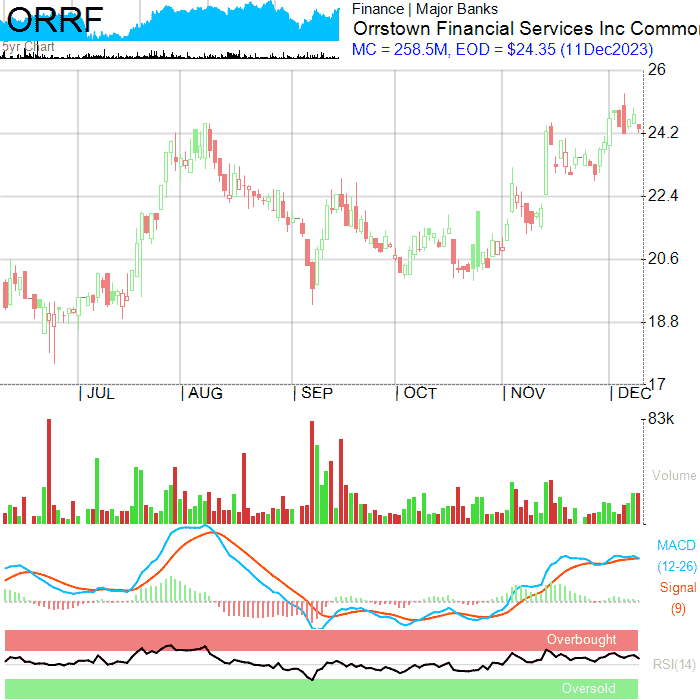 ORRF
5yr Chart
Finance | Major Banks
Orrstown Financial Services Inc Commo
MC = 258.5M, EOD = $24.35 (11Dec2023)
26
24.2
22.4
20.6
18.8
17
| JUL | AUG | SEP | OCT | NOV | DEC
83k
Volume
MACD
(12-26)
Signal
(9)
Overbought
RSI(14)
Oversold